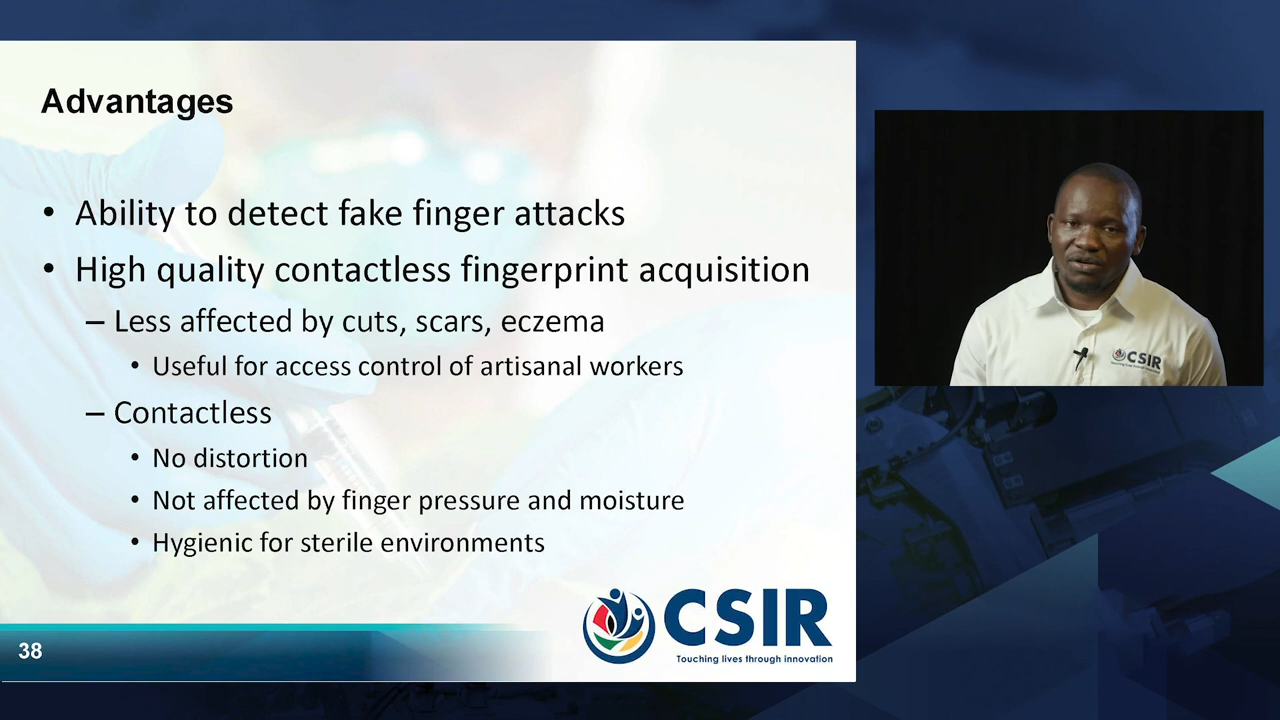 Advantages
• Ability to detect fake finger attacks
• High quality contactless fingerprint acquisition
– Less affected by cuts, scars, eczema
• Useful for access control of artisanal workers
– Contactless
• No distortion
• Not affected by finger pressure and moisture
• Hygienic for sterile environments
CSIR
Touching lives through innovation
38
CSIR